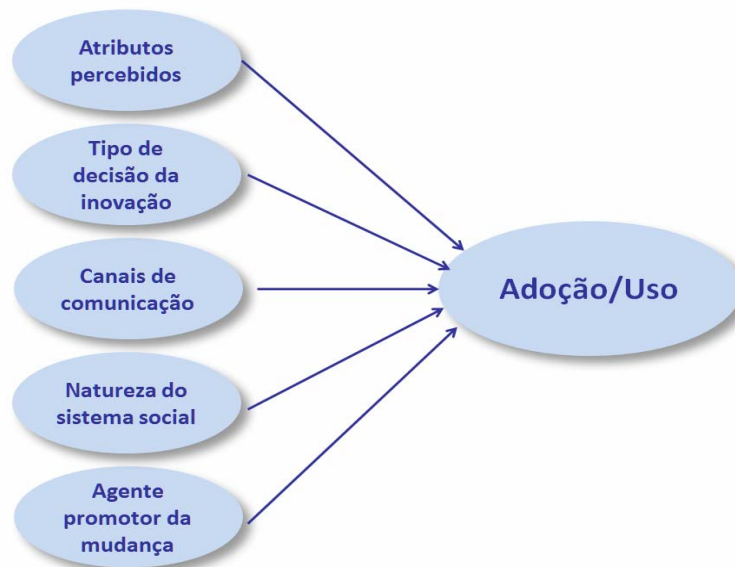 Atributos
percebidos
Tipo de
decisão da
inovação
Canais de
comunicação
Natureza do
sistema social
Agente
promotor da
mudança
Adoção/Uso